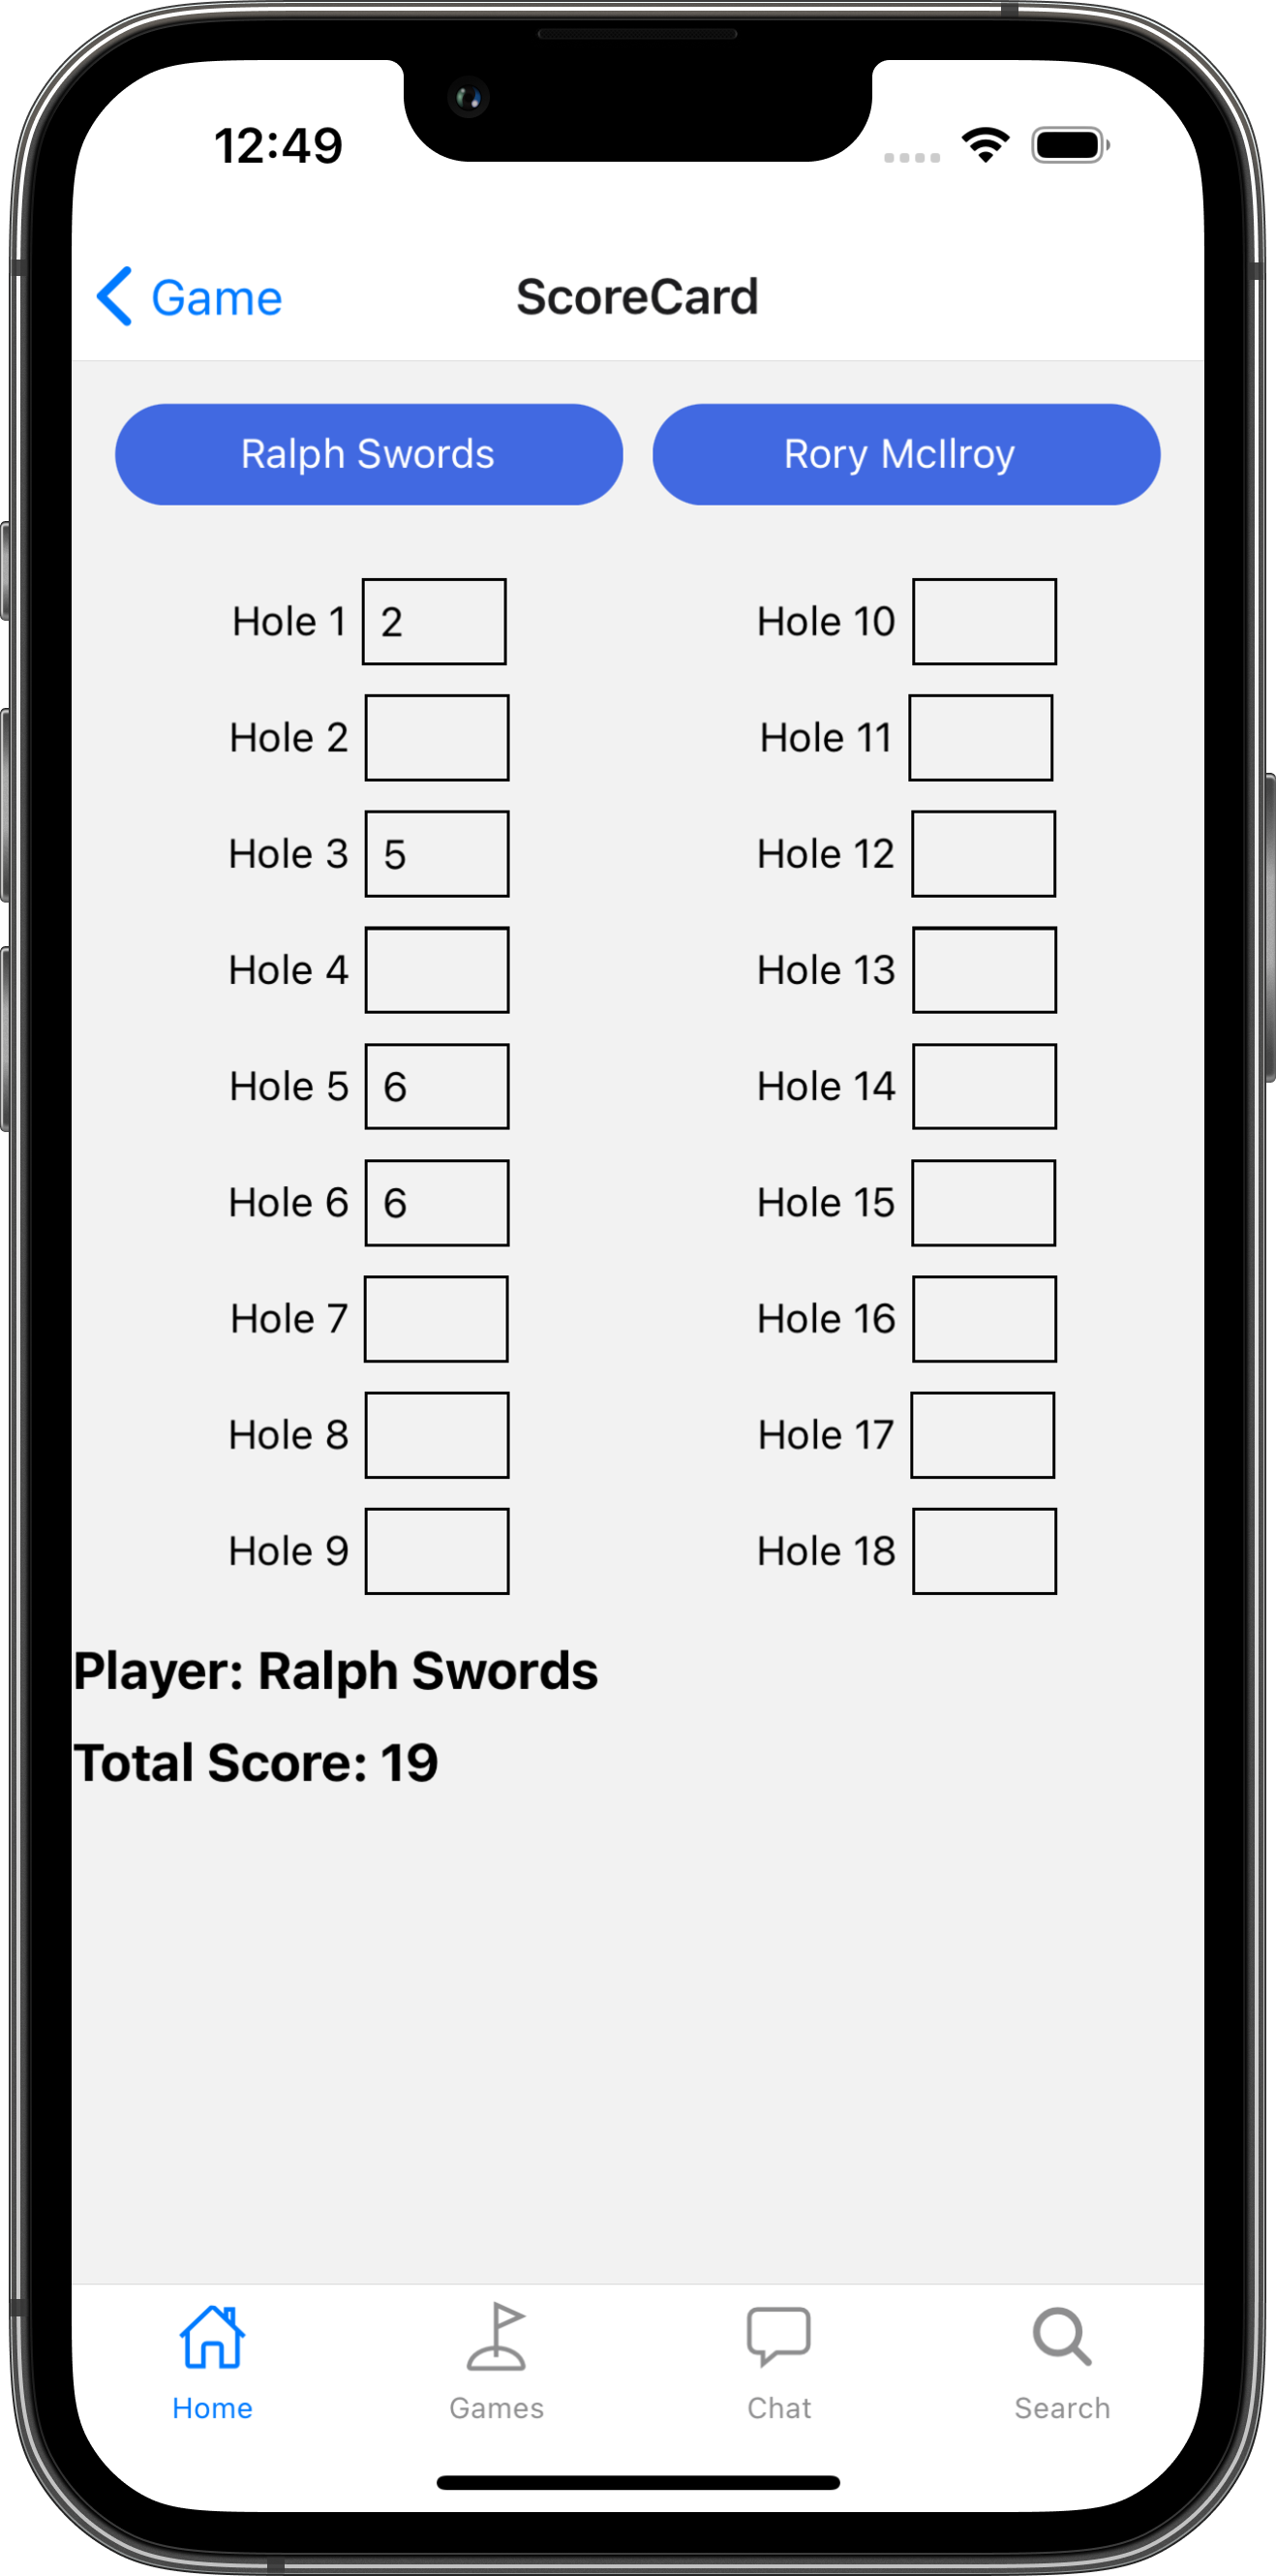 12:49
Game ScoreCard
Ralph Swords Rory McIlroy
Hole 1 2 Hole 10
Hole 2 Hole 11
Hole 3 5 Hole 12
Hole 4 Hole 13
Hole 5 6 Hole 14
Hole 6 6 Hole 15
Hole 7 Hole 16
Hole 8 Hole 17
Hole 9 Hole 18
Player: Ralph Swords
Total Score: 19
Home Games Chat Search